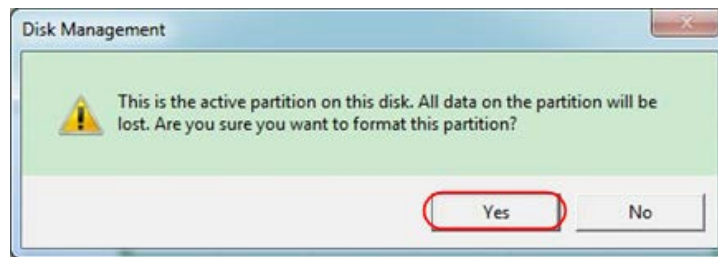 Disk Management
This is the active partition on this disk. All data on the partition will be
lost. Are you sure you want to format this partition?
Yes
No